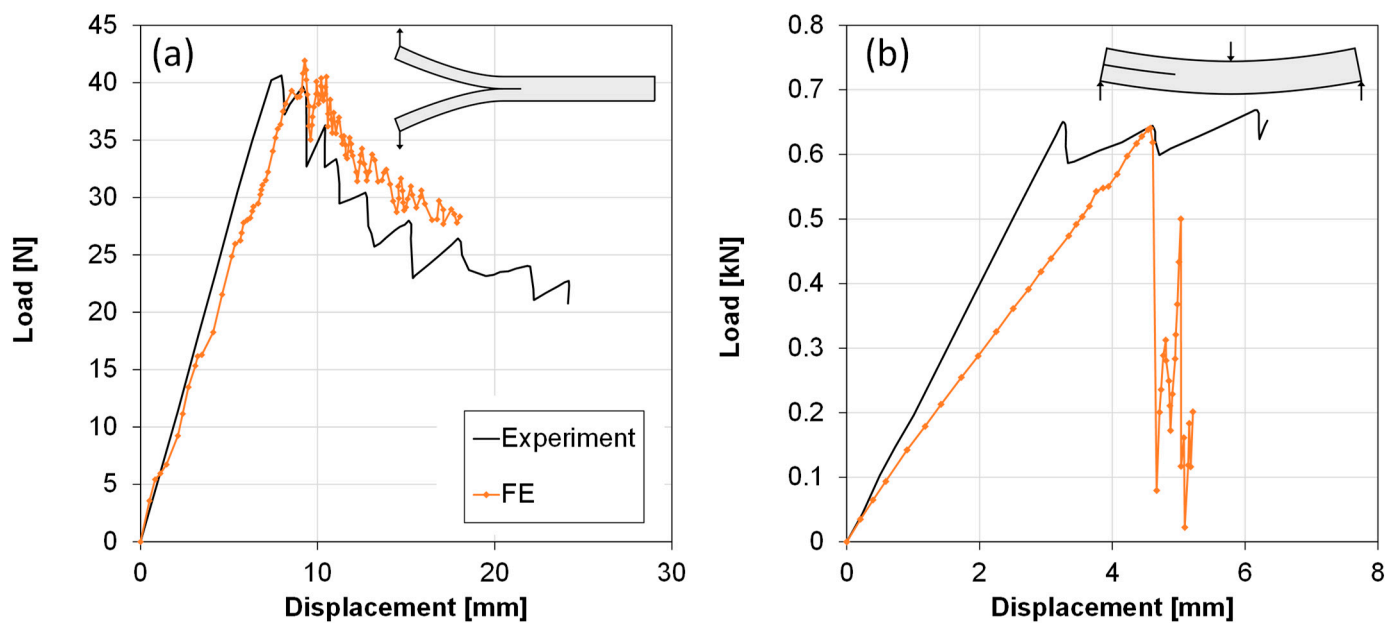 (a)
45
40
35
30
25
20
15
10
5
0
Load [N]
0 10 20 30
Displacement [mm]
Experiment
FE
(b)
0.8
0.7
0.6
0.5
0.4
0.3
0.2
0.1
0
Load [kN]
0 2 4 6 8
Displacement [mm]